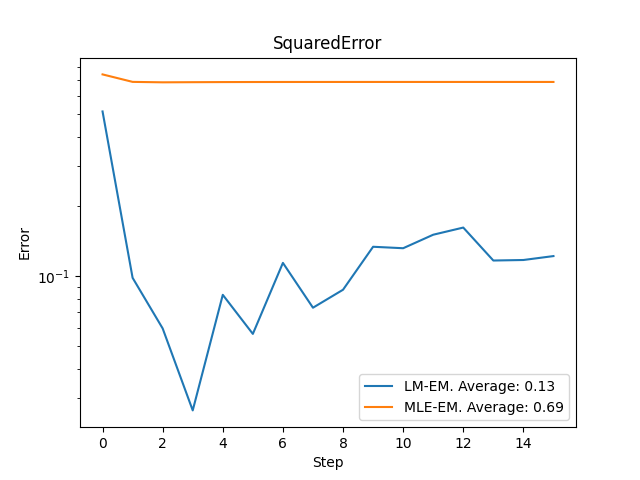 SquaredError
Error
10⁻¹
LM-EM. Average: 0.13
MLE-EM. Average: 0.69
0 2 4 6 8 10 12 14
Step